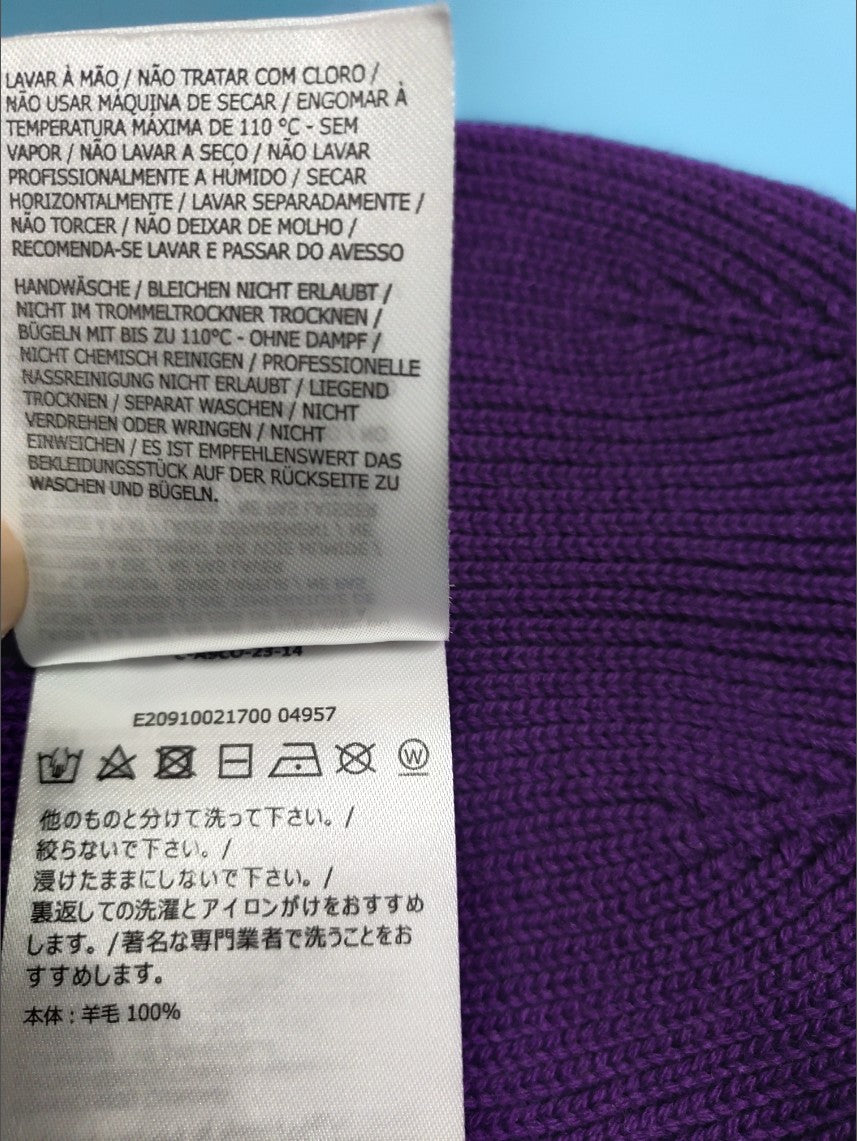 LAVAR À MÃO / NÃO TRATAR COM CLORO /
NÃO USAR MÁQUINA DE SECAR / ENGOMAR À
TEMPERATURA MÁXIMA DE 110 °C - SEM
VAPOR / NÃO LAVAR A SECO / NÃO LAVAR
PROFISSIONALMENTE A HÚMIDO / SECAR
HORIZONTALMENTE / LAVAR SEPARADAMENTE /
NÃO TORCER / NÃO DEIXAR DE MOLHO /
RECOMENDA-SE LAVAR E PASSAR DO AVESSO
HANDWÄSCHE / BLEICHEN NICHT ERLAUBT /
NICHT IM TROMMELTROCKNER TROCKNEN /
BÜGELN MIT BIS ZU 110°C - OHNE DAMPF /
NICHT CHEMISCH REINIGEN / PROFESSIONELLE
NASSREINIGUNG NICHT ERLAUBT / LIEGEND
TROCKNEN / SEPARAT WASCHEN / NICHT
VERDREHEN ODER WRINGEN / NICHT
EINWEICHEN / ES IST EMPFEHLENSWERT DAS
BEKLEIDUNGSSTÜCK AUF DER RÜCKSEITE ZU
WASCHEN UND BÜGELN.
E20910021700 04957
W
他のものと分けて洗って下さい。/
絞らないで下さい。/
浸けたままにしないで下さい。/
裏返しての洗濯とアイロンがけをおすすめ
します。/著名な専門業者で洗うことをお
すすめします。
本体 : 羊毛 100%